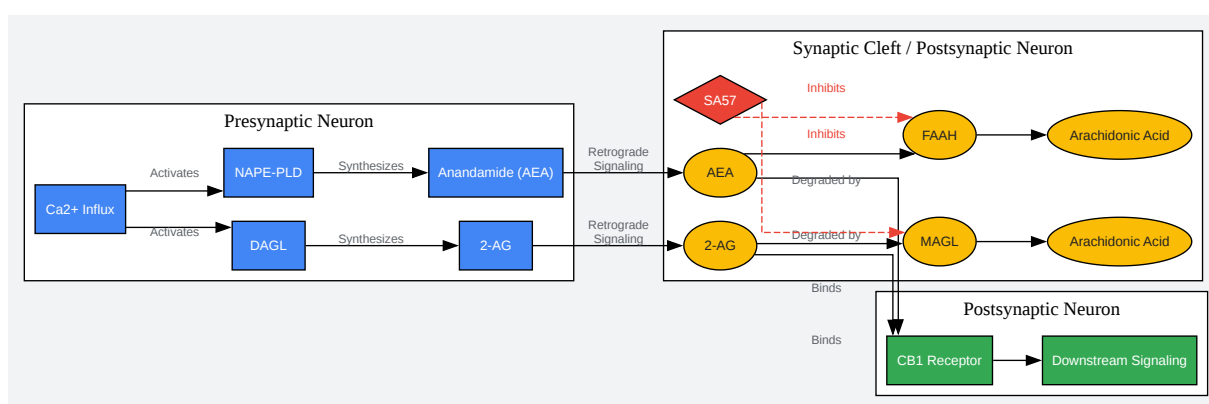 Synaptic Cleft / Postsynaptic Neuron
SA57
Inhibits
Presynaptic Neuron
Inhibits
FAAH
Arachidonic Acid
Retrograde
Signaling
Activates
NAPE-PLD
Synthesizes
Anandamide (AEA)
AEA
Degraded by
Ca2+ Influx
Activates
DAGL
Synthesizes
2-AG
Retrograde
Signaling
2-AG
Degraded by
MAGL
Arachidonic Acid
Binds
Postsynaptic Neuron
Binds
CB1 Receptor
Downstream Signaling